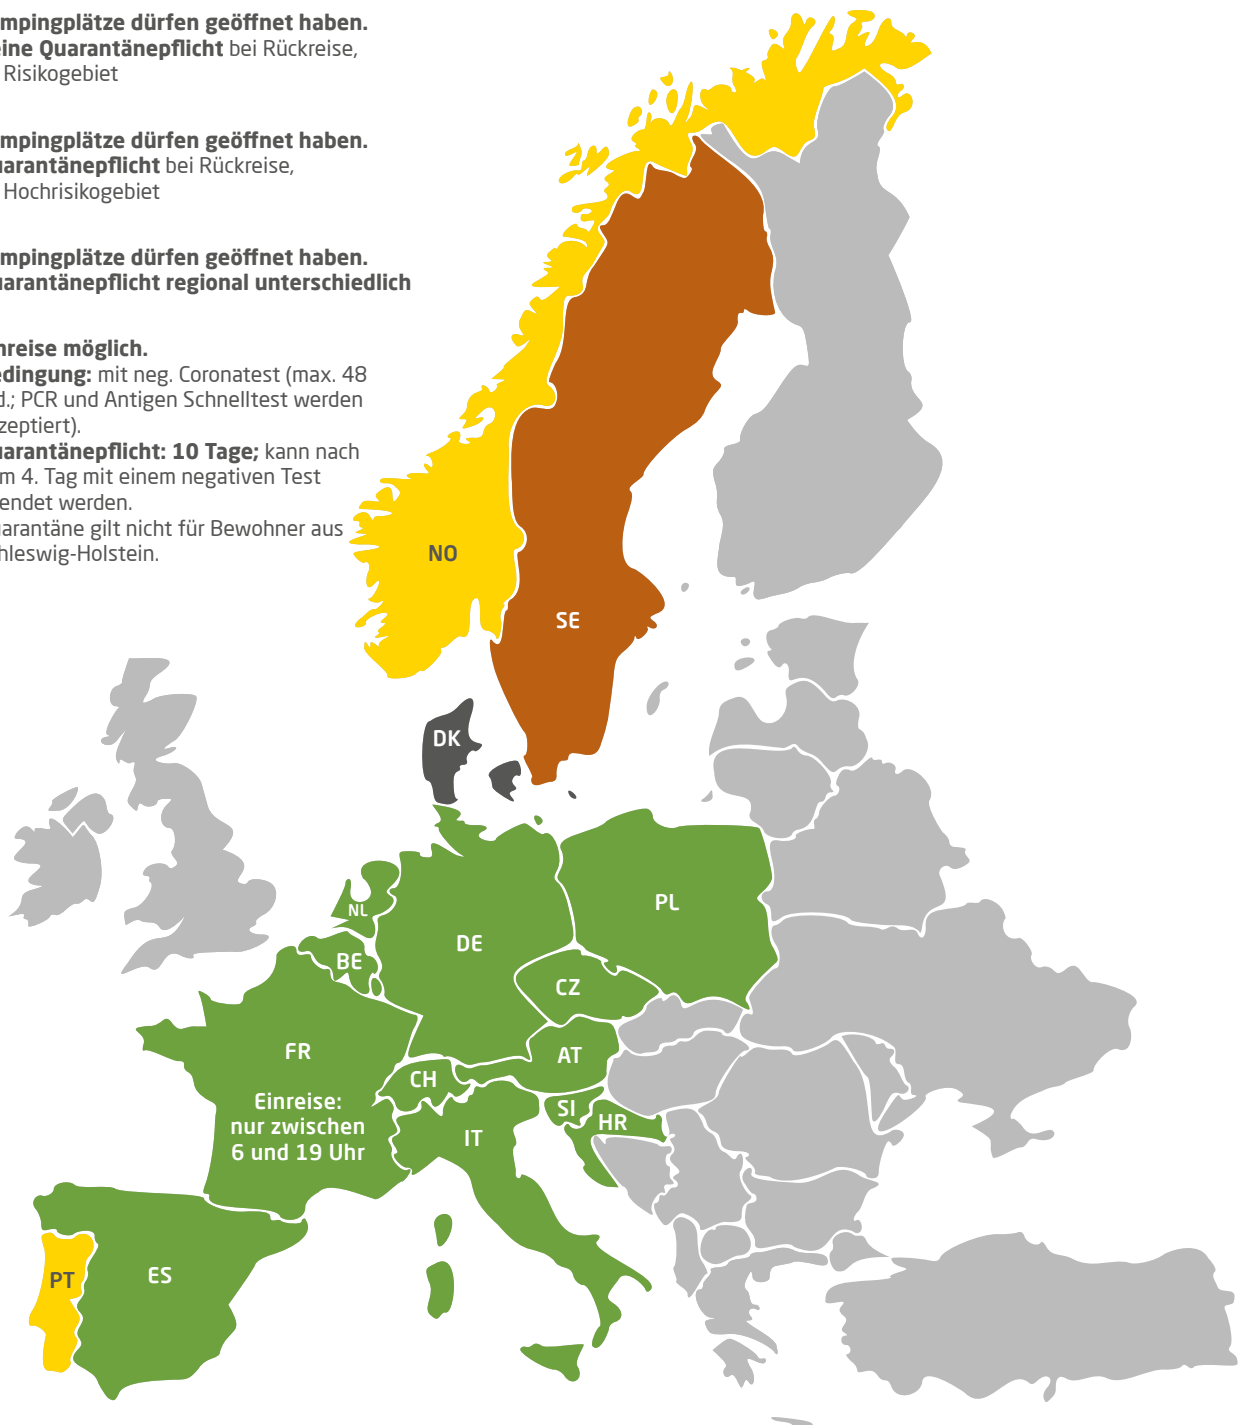 mpingplätze dürfen geöffnet haben.
eine Quarantänepflicht bei Rückreise,
Risikogebiet
mpingplätze dürfen geöffnet haben.
uarantänepflicht bei Rückreise,
Hochrisikogebiet
mpingplätze dürfen geöffnet haben.
uarantänepflicht regional unterschiedlich
nreise möglich.
edingung: mit neg. Coronatest (max. 48
d.; PCR und Antigen Schnelltest werden
zeptiert).
uarantänepflicht: 10 Tage; kann nach
m 4. Tag mit einem negativen Test
endet werden.
uarantäne gilt nicht für Bewohner aus
hleswig-Holstein.
NO
SE
DK
NL
PL
DE
BE
CZ
FR
AT
CH
Einreise:
nur zwischen
6 und 19 Uhr
SI
HR
IT
PT
ES